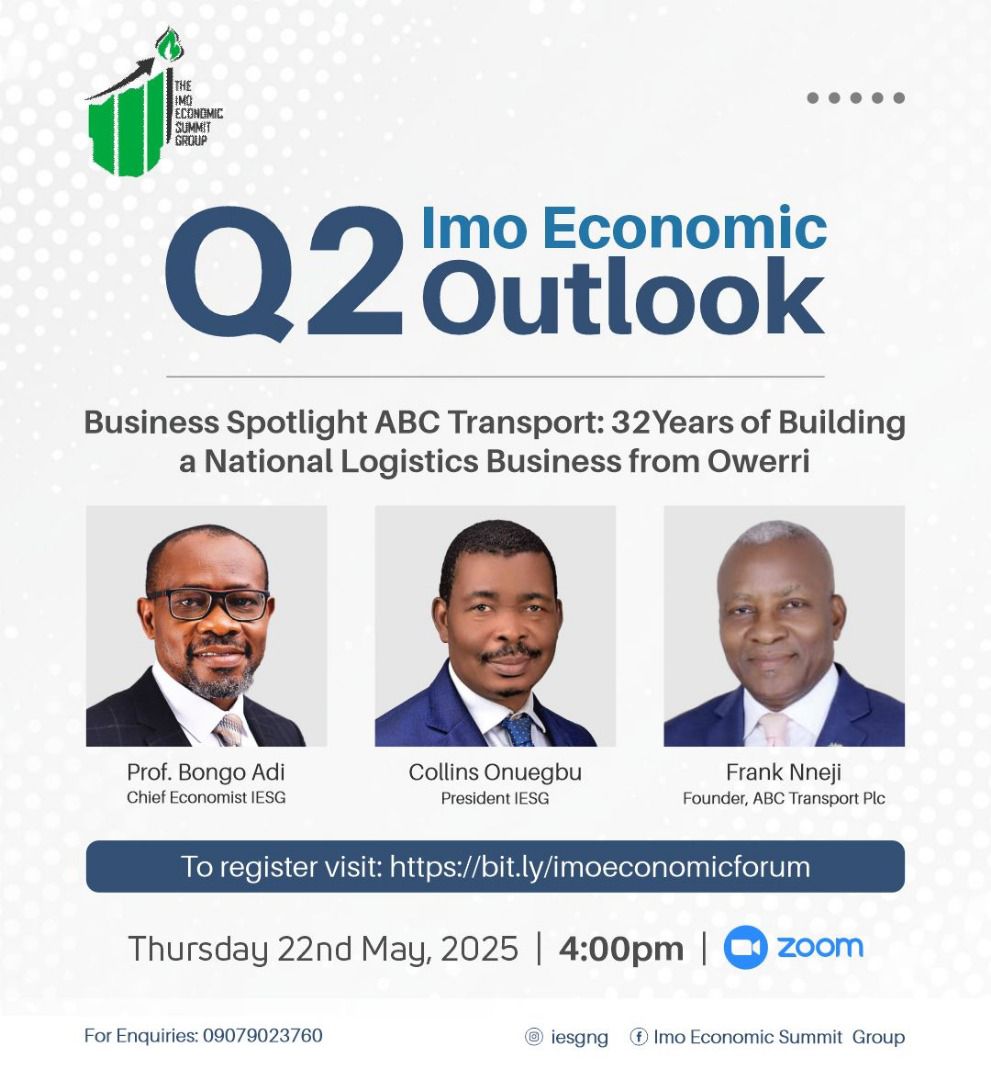 THE
IMO
ECONOMIC
SUMMIT
GROUP
Q2 Imo Economic
Outlook
Business Spotlight ABC Transport: 32Years of Building
a National Logistics Business from Owerri
Prof. Bongo Adi
Chief Economist IESG
Collins Onuegbu
President IESG
Frank Nneji
Founder, ABC Transport Plc
To register visit: https://bit.ly/imoeconomicforum
Thursday 22nd May, 2025 | 4:00pm | zoom
For Enquiries: 09079023760 iesgng Imo Economic Summit Group